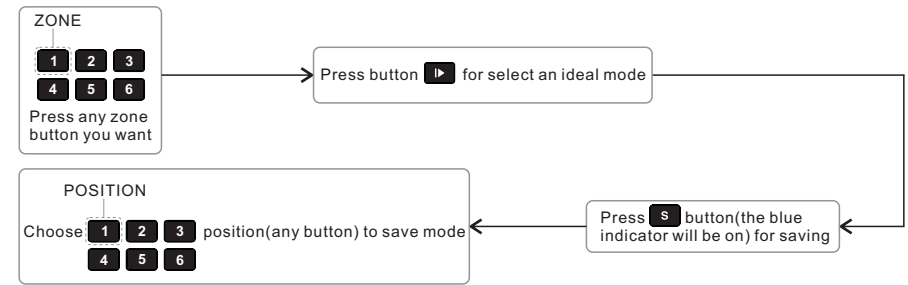 ZONE
1 2 3
4 5 6
Press any zone
button you want
Press button for select an ideal mode
Press S button(the blue
indicator will be on) for saving
POSITION
Choose 1 2 3 position(any button) to save mode
4 5 6